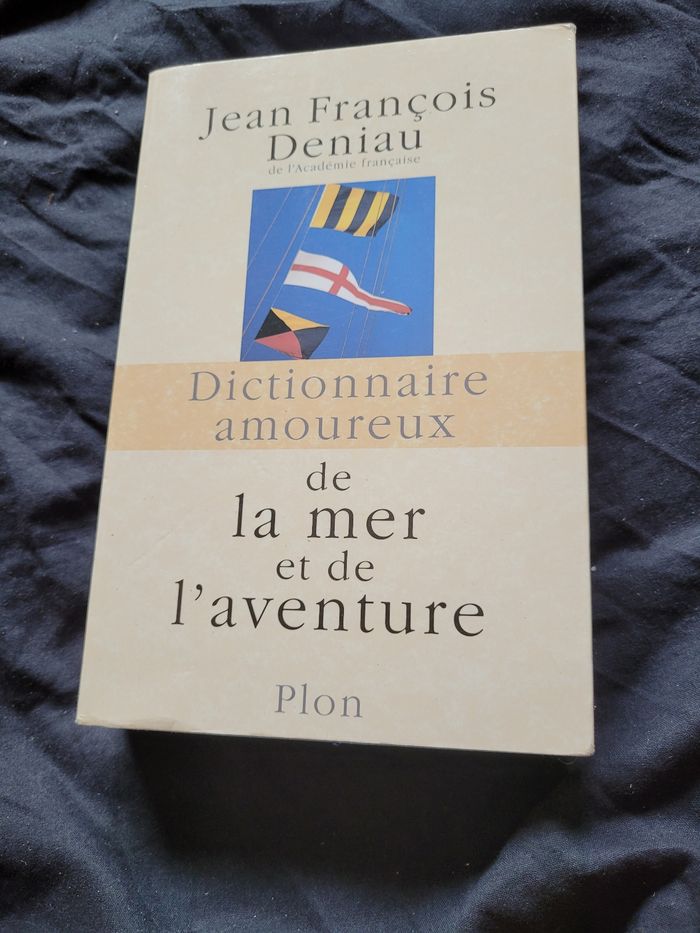 Jean François
Deniau
de l'Académie française
Dictionnaire
amoureux
de
la mer
et de
l'aventure
Plon